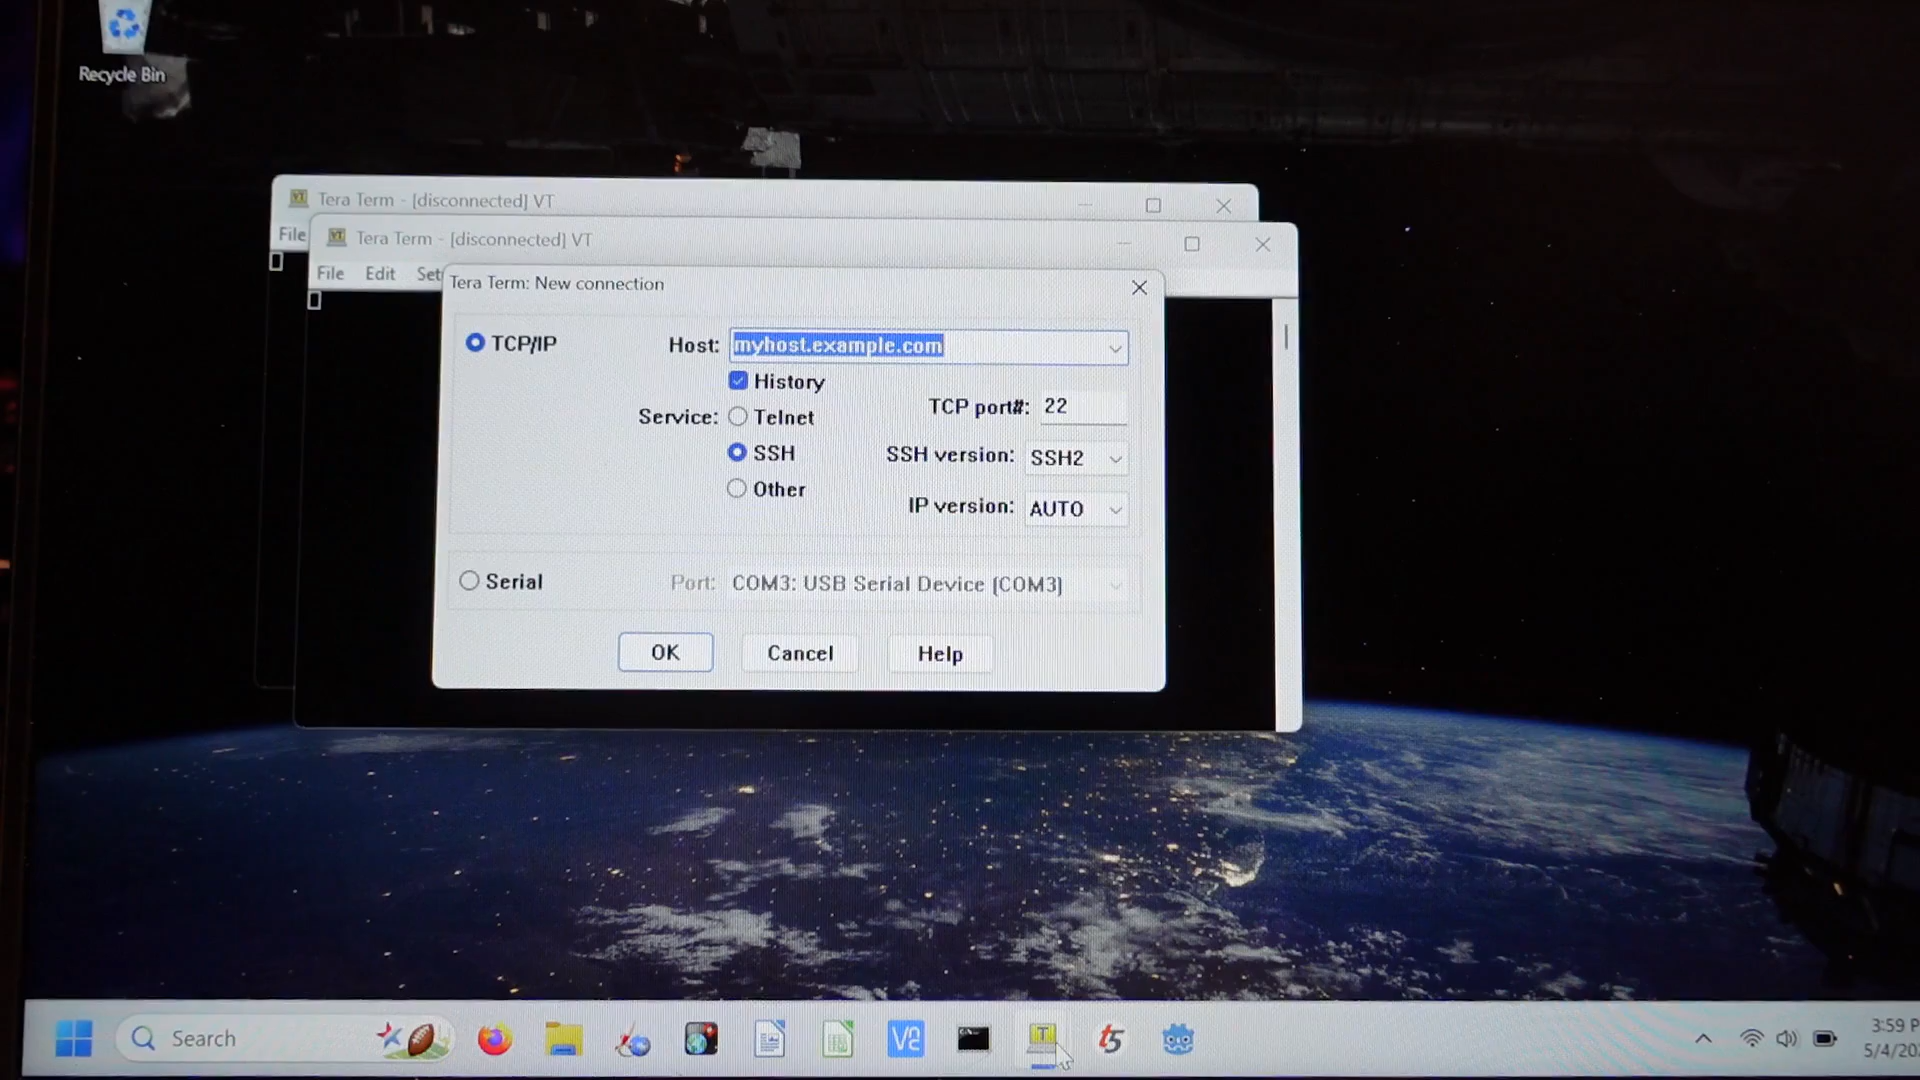 Recycle Bin
Tera Term - [disconnected] VT
File
Tera Term - [disconnected] VT
File Edit Set
Tera Term: New connection
TCP/IP
Host: myhost.example.com
History
Service: Telnet
TCP port#: 22
SSH
SSH version: SSH2
Other
IP version: AUTO
Serial
Port: COM3: USB Serial Device (COM3)
OK
Cancel
Help
Search
t5
3:59 P
5/4/20